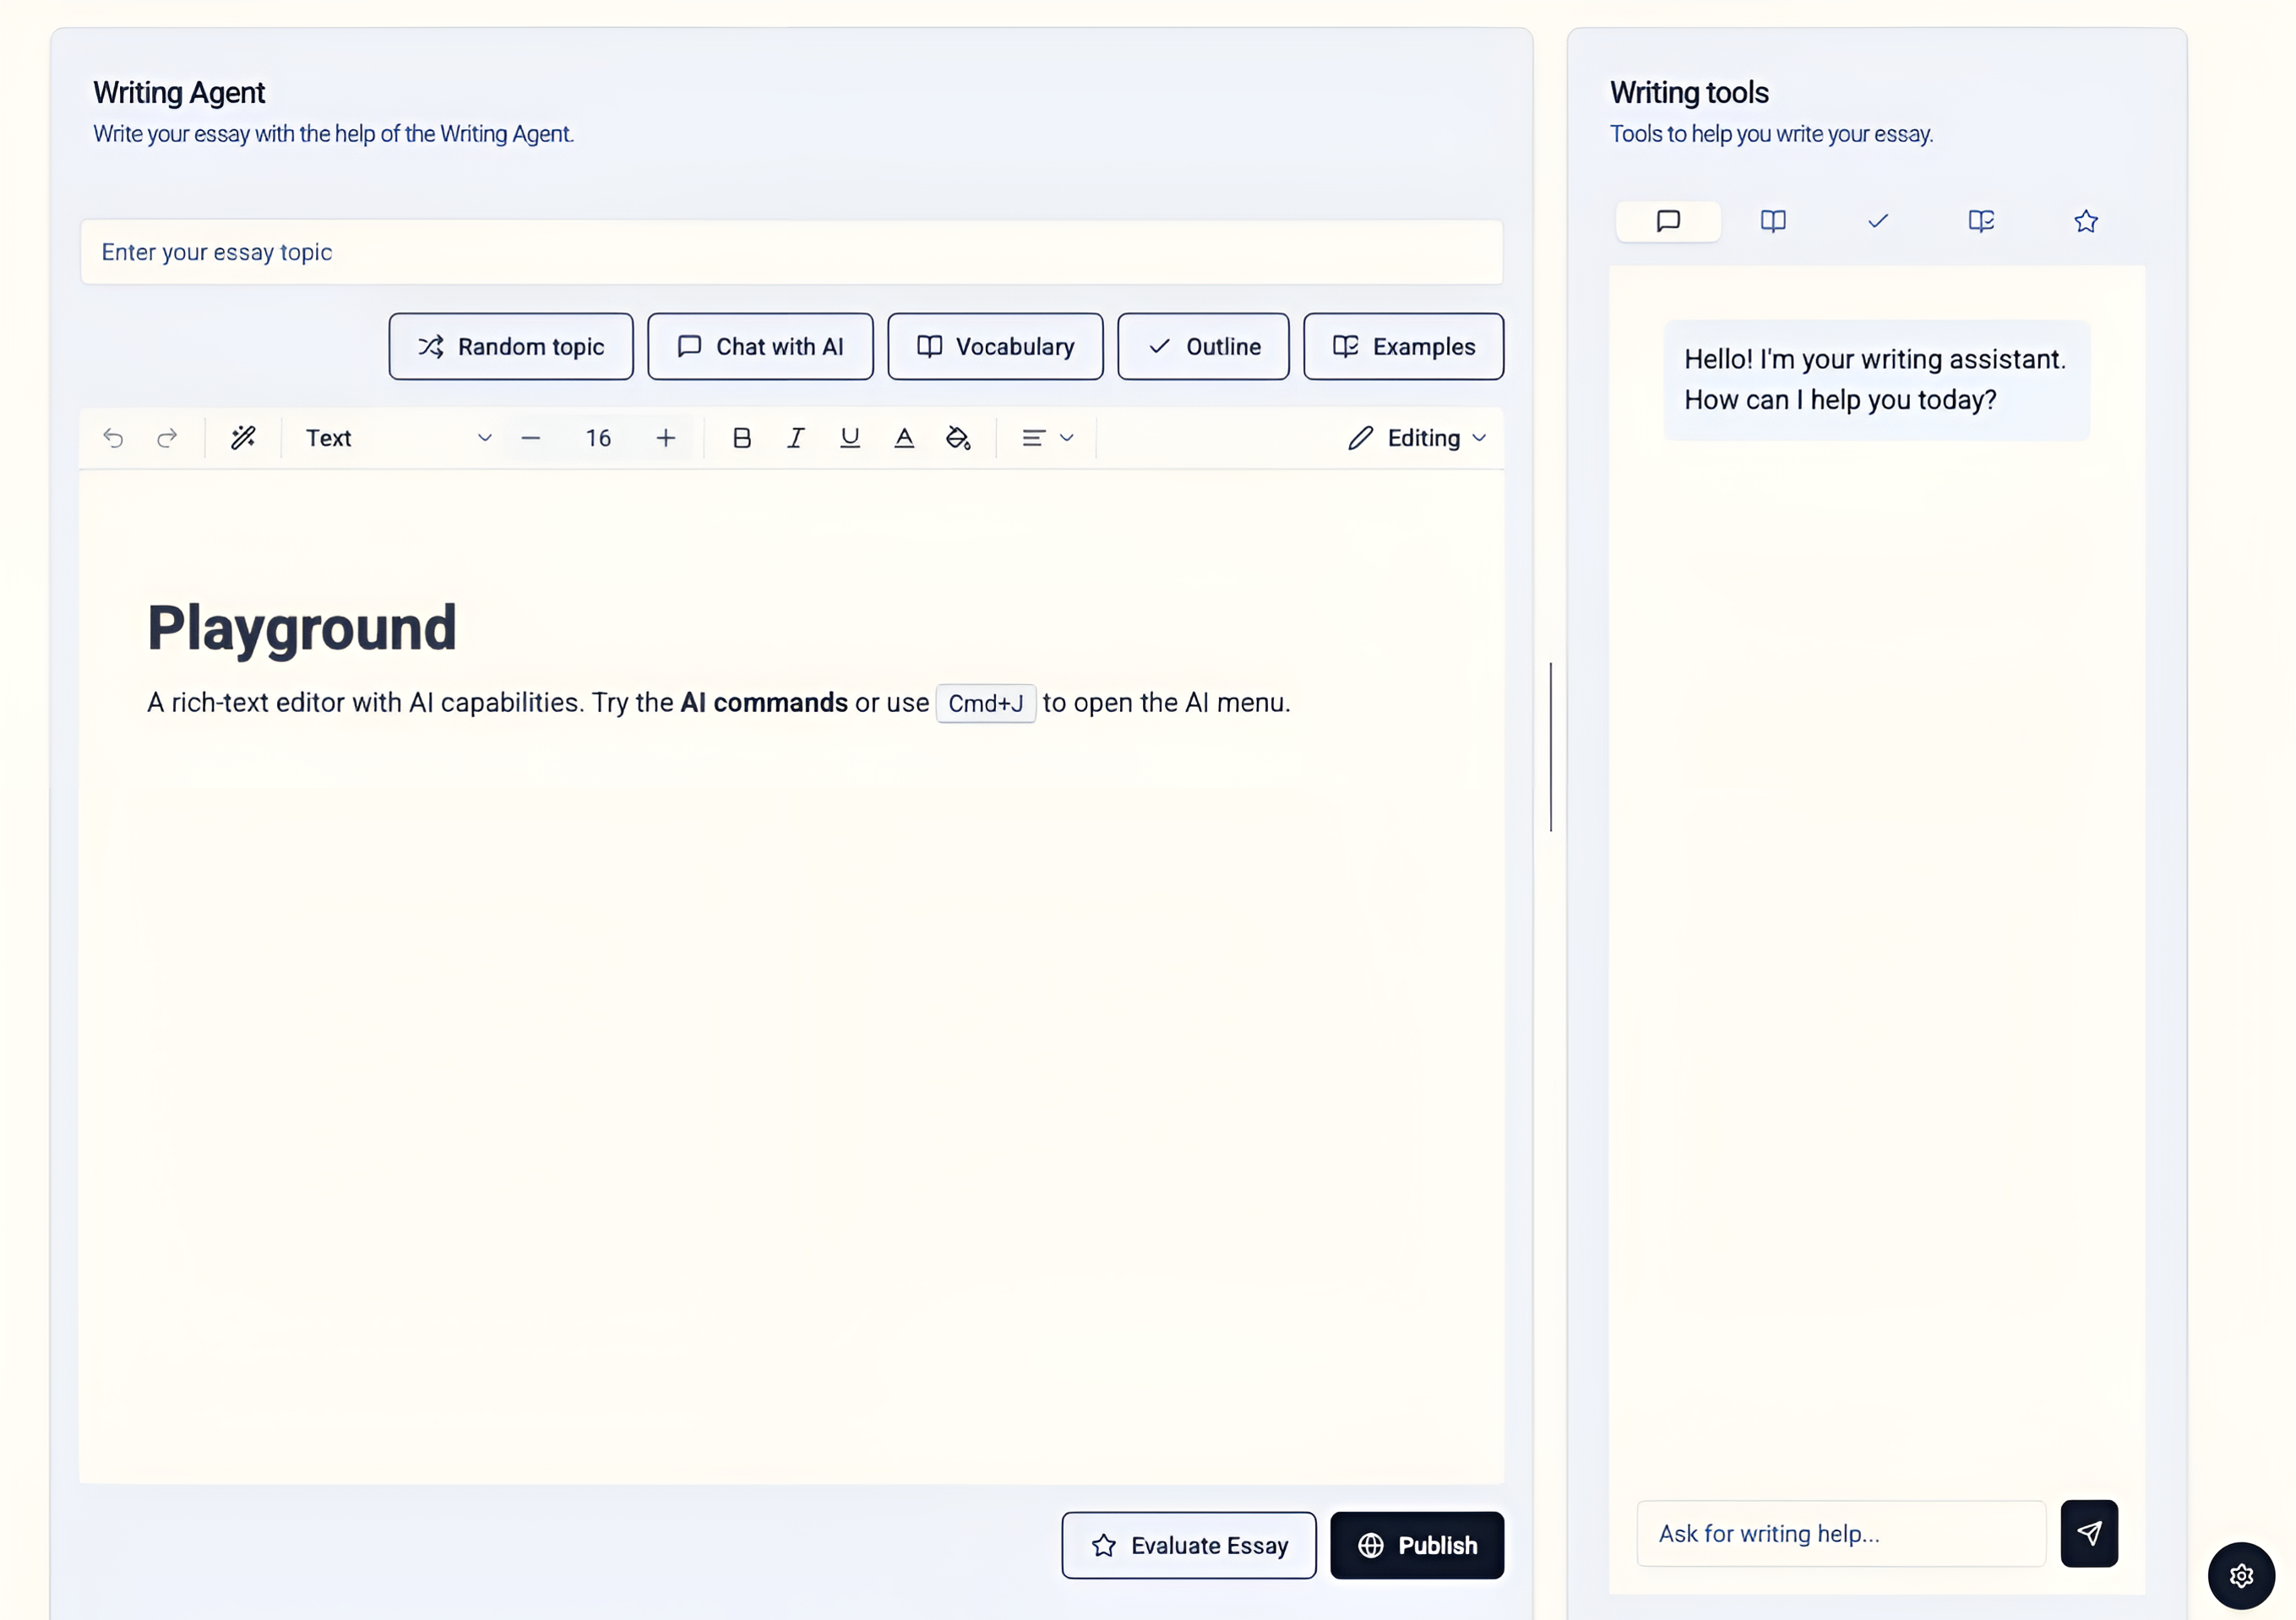 Writing Agent
Write your essay with the help of the Writing Agent.
Enter your essay topic
Random topic
Chat with AI
Vocabulary
Outline
Examples
Text
16
B I U A
Editing
Playground
A rich-text editor with AI capabilities. Try the AI commands or use Cmd+J to open the AI menu.
Evaluate Essay
Publish
Writing tools
Tools to help you write your essay.
Hello! I'm your writing assistant.
How can I help you today?
Ask for writing help...